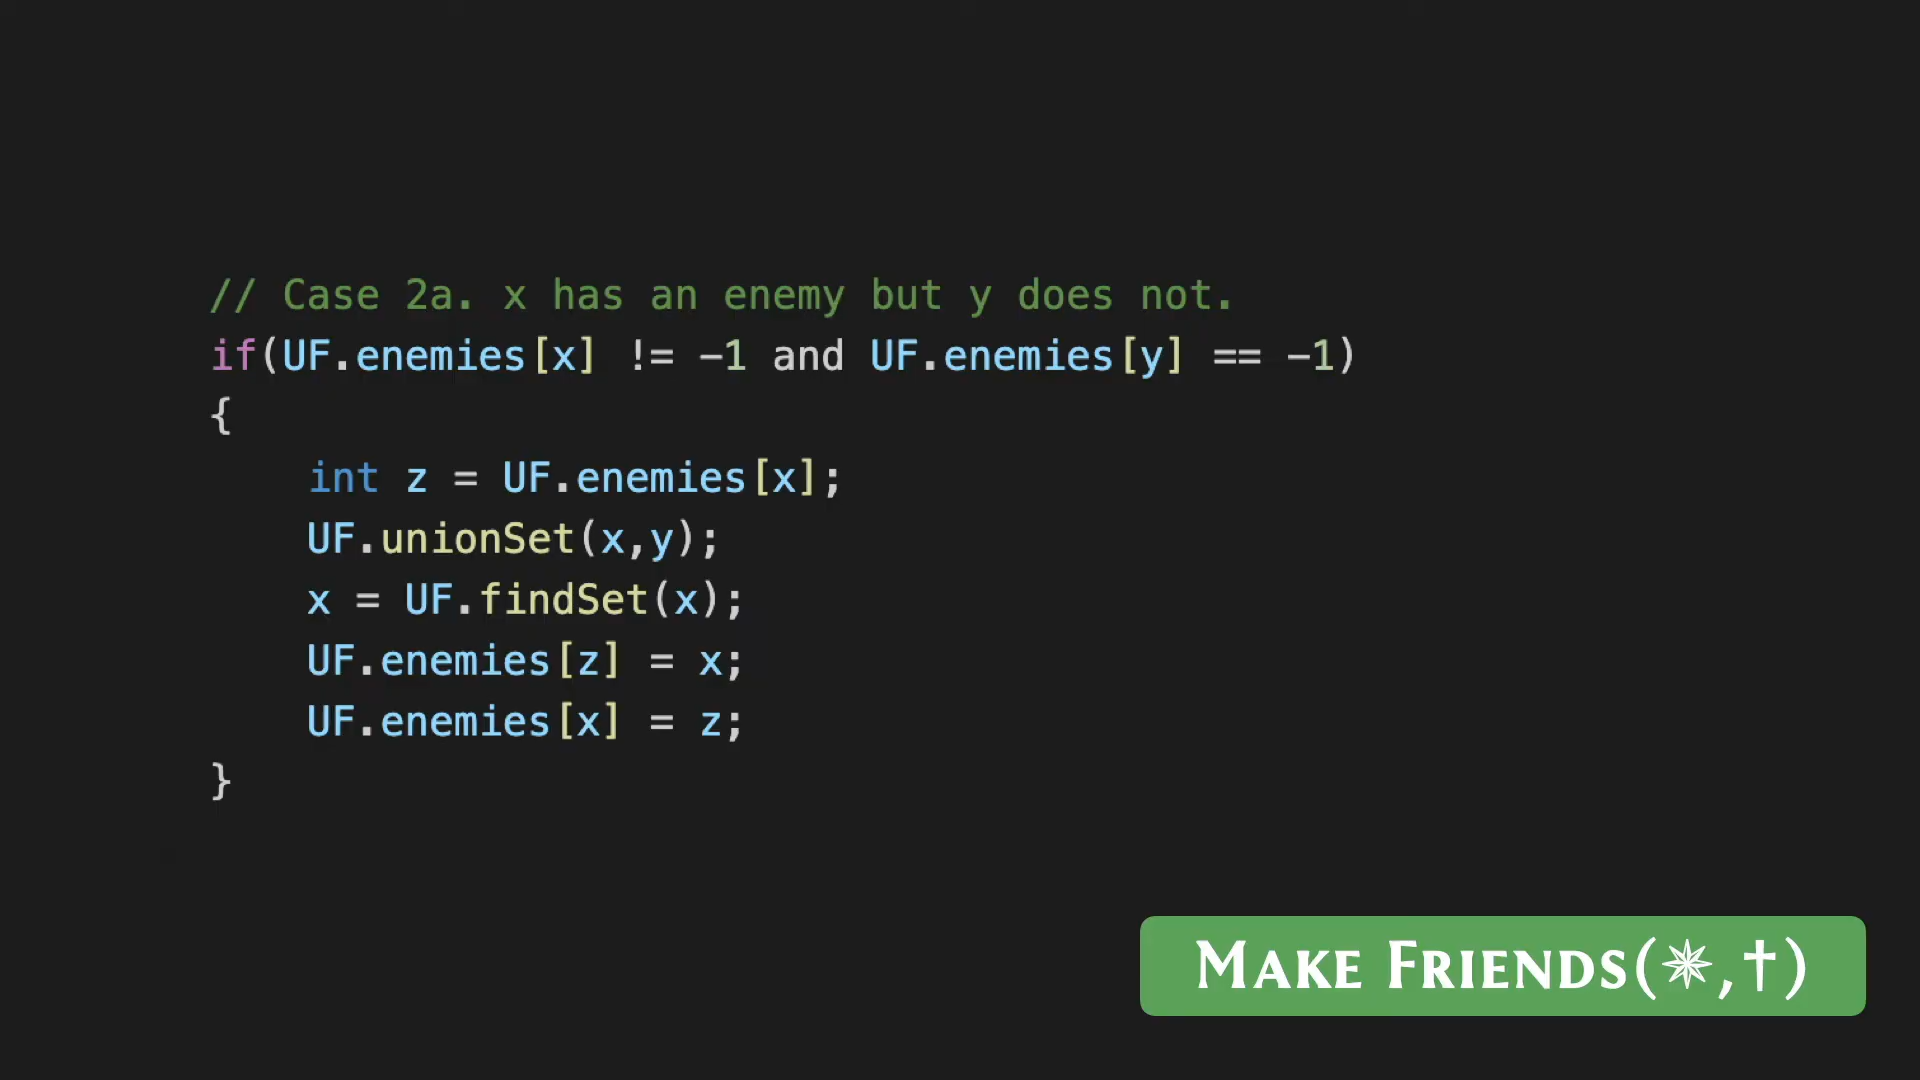 // Case 2a. x has an enemy but y does not.
if(UF.enemies[x] != -1 and UF.enemies[y] == -1)
{
    int z = UF.enemies[x];
    UF.unionSet(x,y);
    x = UF.findSet(x);
    UF.enemies[z] = x;
    UF.enemies[x] = z;
}
MAKE FRIENDS(✴,†)